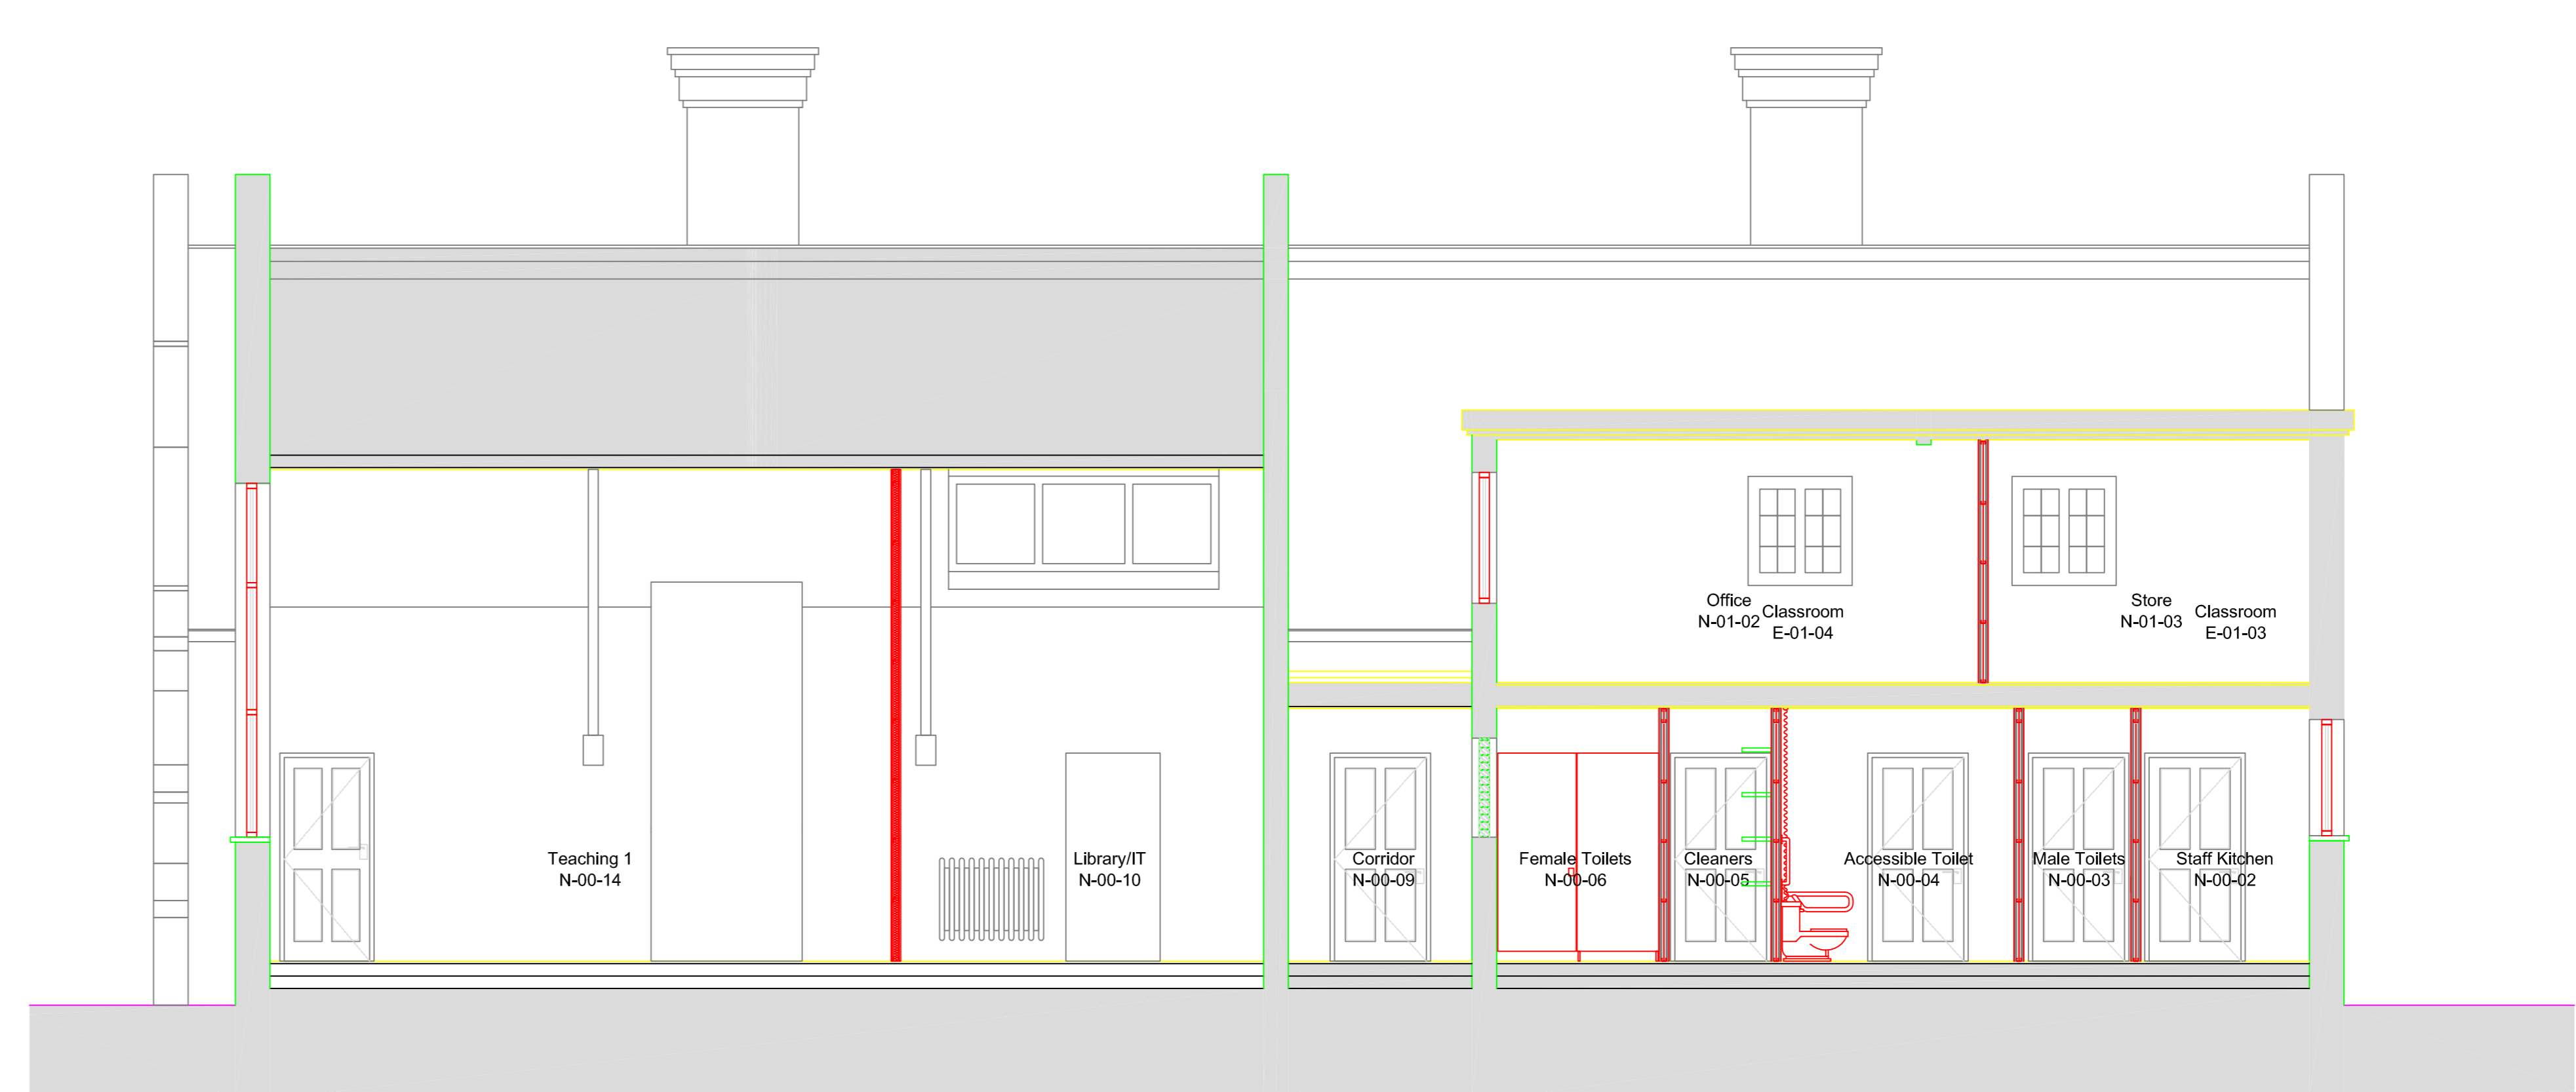 Office
N-01-02
Classroom
E-01-04
Store
N-01-03
Classroom
E-01-03
Teaching 1
N-00-14
Library/IT
N-00-10
Corridor
N-00-09
Female Toilets
N-00-06
Cleaners
N-00-05
Accessible Toilet
N-00-04
Male Toilets
N-00-03
Staff Kitchen
N-00-02